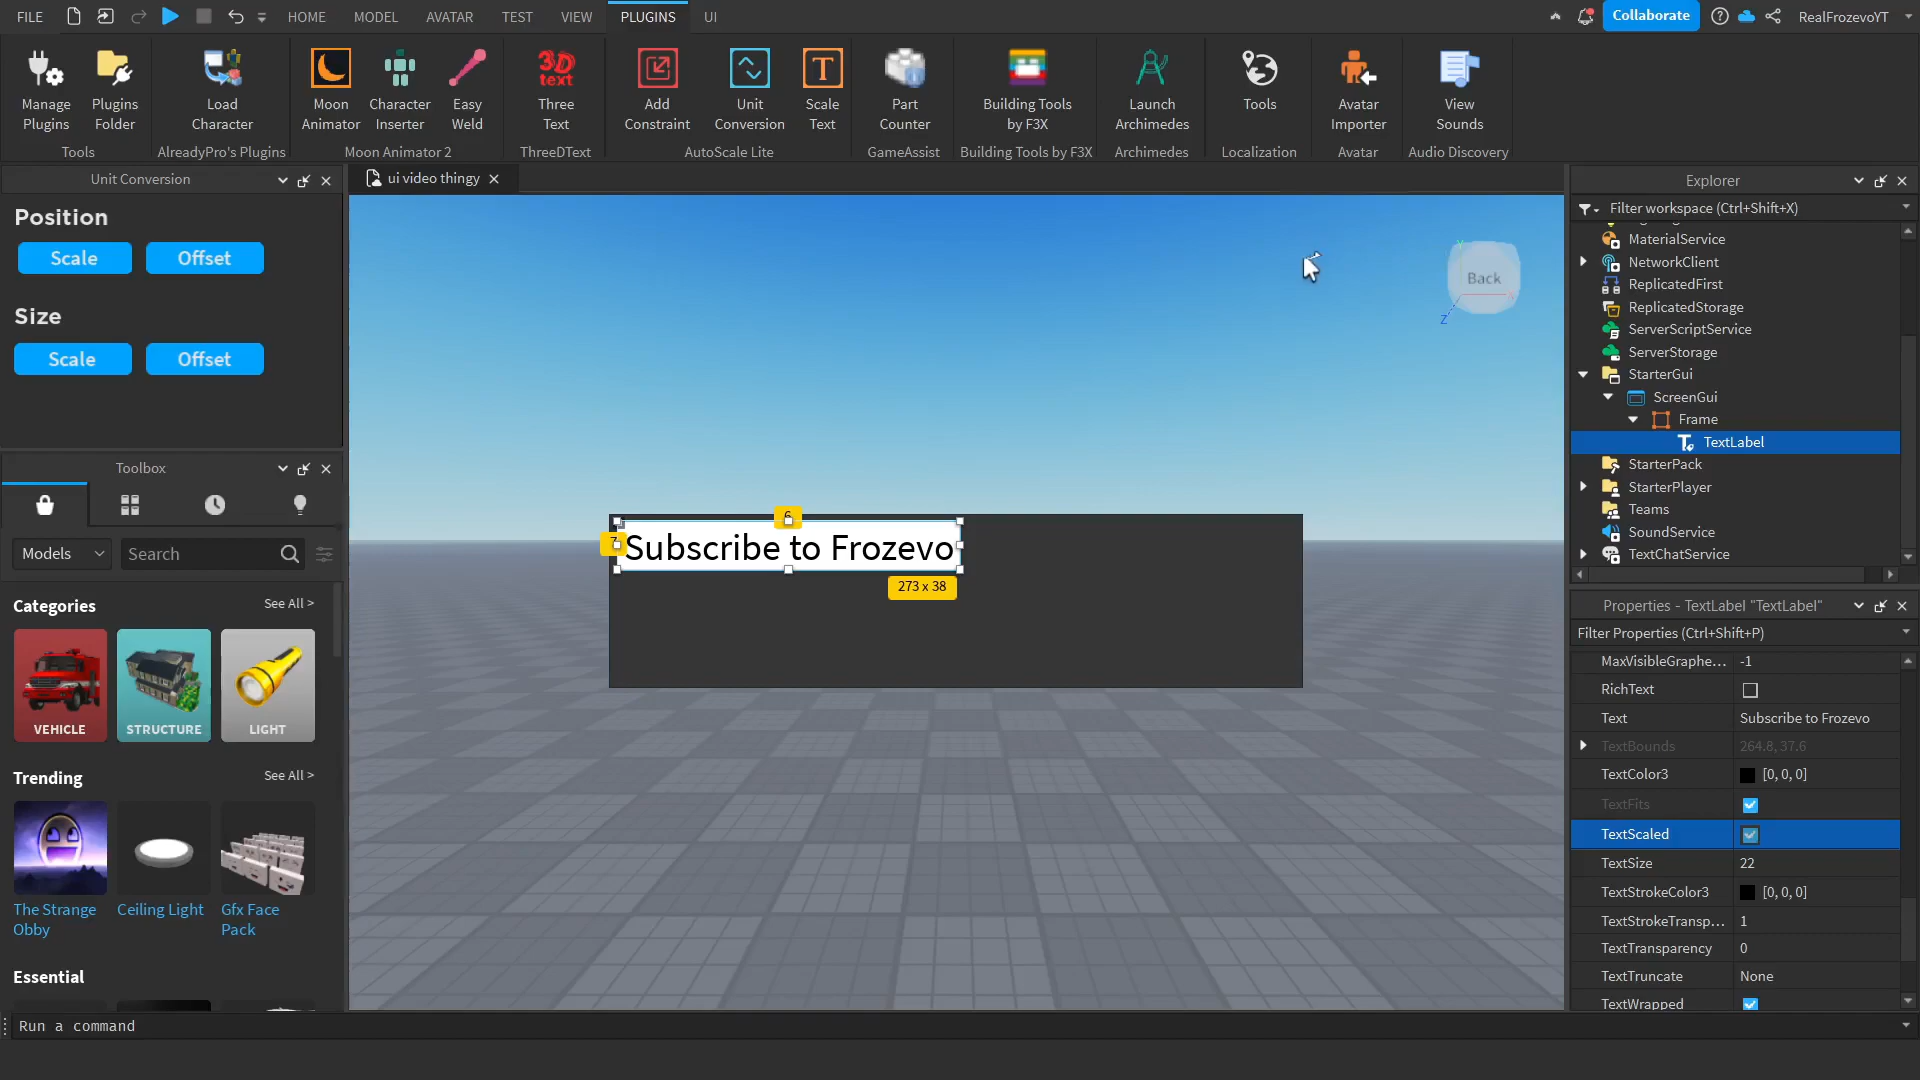 FILE
HOME
MODEL
AVATAR
TEST
VIEW
PLUGINS
UI
Collaborate
RealFrozevoYT
Manage
Plugins
Plugins
Folder
Tools
Load
Character
AlreadyPro's Plugins
Moon
Animator
Character
Inserter
Easy
Weld
Moon Animator 2
3D
text
Three
Text
ThreeDText
Add
Constraint
Unit
Conversion
T
Scale
Text
AutoScale Lite
Part
Counter
GameAssist
Building Tools
by F3X
Building Tools by F3X
Launch
Archimedes
Archimedes
Tools
Localization
Avatar
Importer
Avatar
View
Sounds
Audio Discovery
Unit Conversion
Position
Scale
Offset
Size
Scale
Offset
Toolbox
Models
Search
Categories
See All >
VEHICLE
STRUCTURE
LIGHT
Trending
See All >
The Strange
Obby
Ceiling Light
Gfx Face
Pack
Essential
Run a command
ui video thingy
Back
Y
Z
6
7
Subscribe to Frozevo
273 x 38
Explorer
Filter workspace (Ctrl+Shift+X)
MaterialService
NetworkClient
ReplicatedFirst
ReplicatedStorage
ServerScriptService
ServerStorage
StarterGui
ScreenGui
Frame
TextLabel
StarterPack
StarterPlayer
Teams
SoundService
TextChatService
Properties - TextLabel "TextLabel"
Filter Properties (Ctrl+Shift+P)
MaxVisibleGraphe... -1
RichText
Text Subscribe to Frozevo
TextBounds 264.8, 37.6
TextColor3 [0, 0, 0]
TextFits
TextScaled
TextSize 22
TextStrokeColor3 [0, 0, 0]
TextStrokeTransp... 1
TextTransparency 0
TextTruncate None
TextWrapped